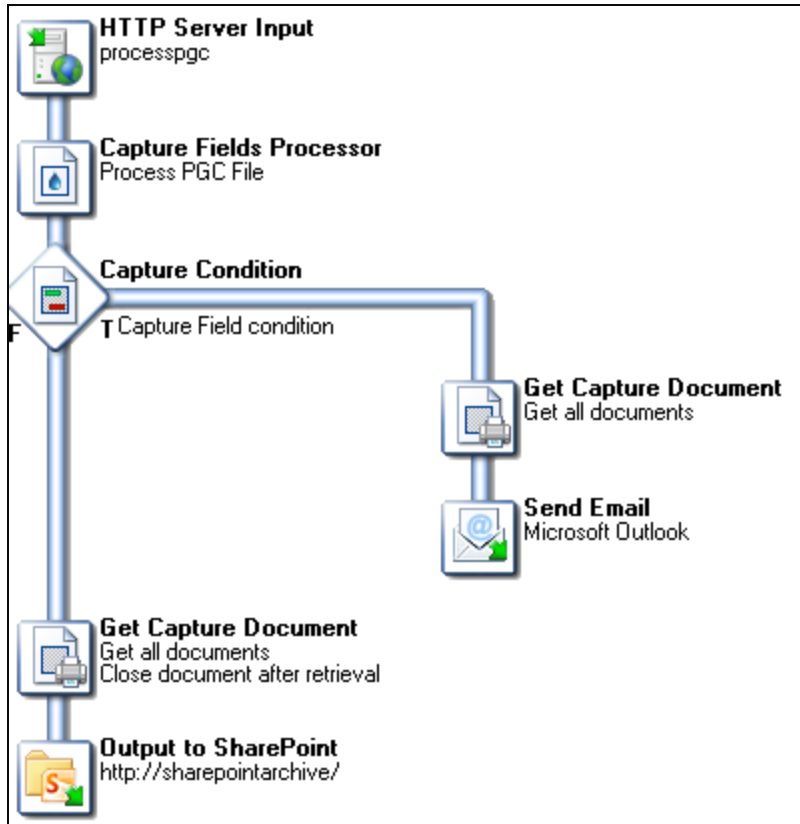 HTTP Server Input
processpgc
Capture Fields Processor
Process PGC File
Capture Condition
F
T Capture Field condition
Get Capture Document
Get all documents
Send Email
Microsoft Outlook
Get Capture Document
Get all documents
Close document after retrieval
Output to SharePoint
http://sharepointarchive/